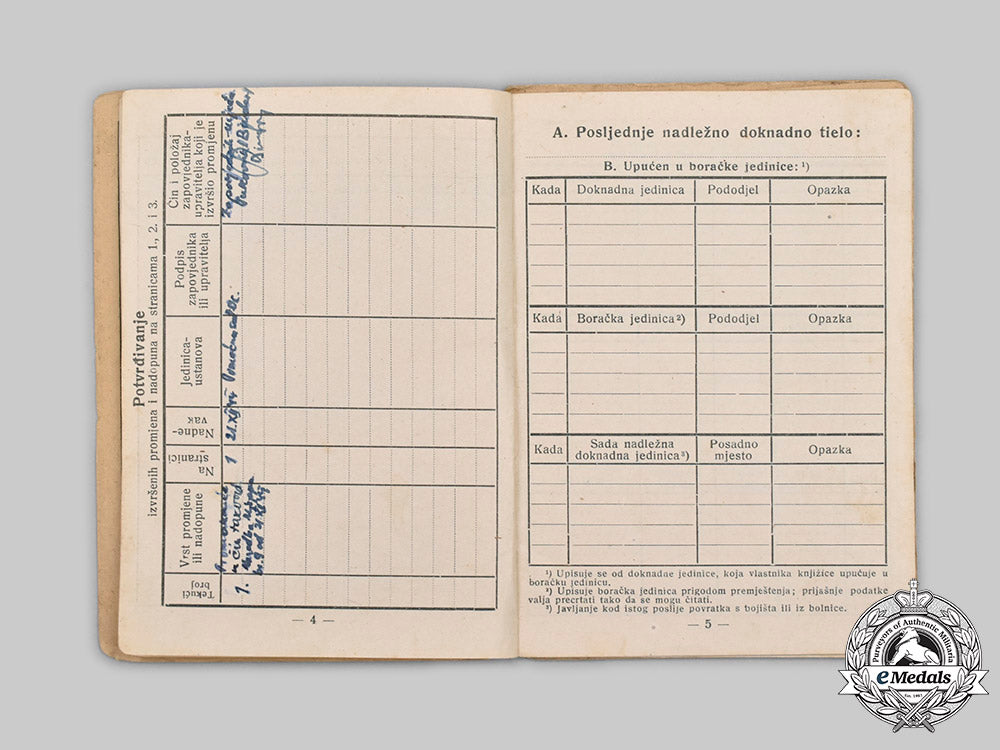 Potvrđivanje
izvršenih promjena i nadopuna na stranicama 1., 2. i 3.
Tekući
broj
Vrst promjene
ili nadopune
Na
stranici
Nadne-
vak
Jedinica-
ustanova
Podpis
zapovjednika
ili upravitelja
Čin i položaj
zapovjednika-
upravitelja koji je
izvršio promjenu
1.
u čin
1
— 4 —
A. Posljednje nadležno doknadno tielo:
B. Upućen u boračke jedinice:¹)
Kada Doknadna jedinica Pododjel Opazka
Kada Boračka jedinica²) Pododjel Opazka
Kada Sada nadležna doknadna jedinica³) Posadno mjesto Opazka
¹) Upisuje se od doknadne jedinice, koja vlastnika knjižice upućuje u
boračku jedinicu.
²) Upisuje boračka jedinica prigodom premještenja; prijašnje podatke
valja precrtati tako da se mogu čitati.
³) Javljanje kod istog poslije povratka s bojišta ili iz bolnice.
— 5 —
Purveyors of Authentic Militaria
eMedals